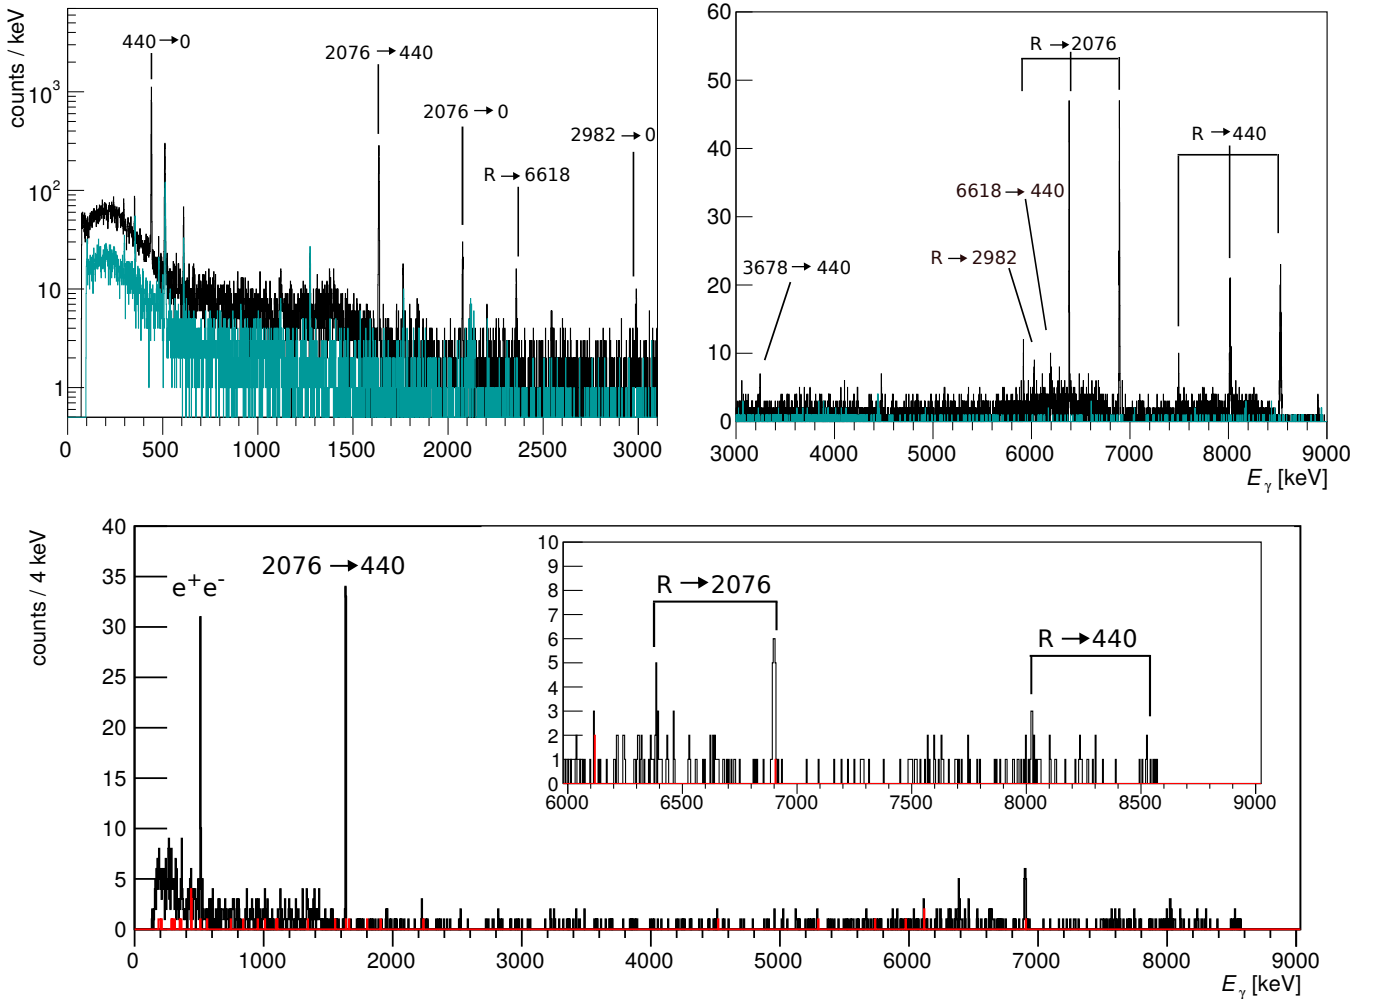 counts / keV
10³
10²
10
1
440→0
2076→440
2076→0
R→6618
2982→0
0 500 1000 1500 2000 2500 3000
60
50
40
30
20
10
0
R→2076
R→440
6618→440
R→2982
3678→440
3000 4000 5000 6000 7000 8000 9000
Eγ [keV]
counts / 4 keV
40
35
30
25
20
15
10
5
0
e⁺e⁻
2076→440
10
9
8
7
6
5
4
3
2
1
0
R→2076
R→440
6000 6500 7000 7500 8000 8500 9000
0 1000 2000 3000 4000 5000 6000 7000 8000 9000
Eγ [keV]